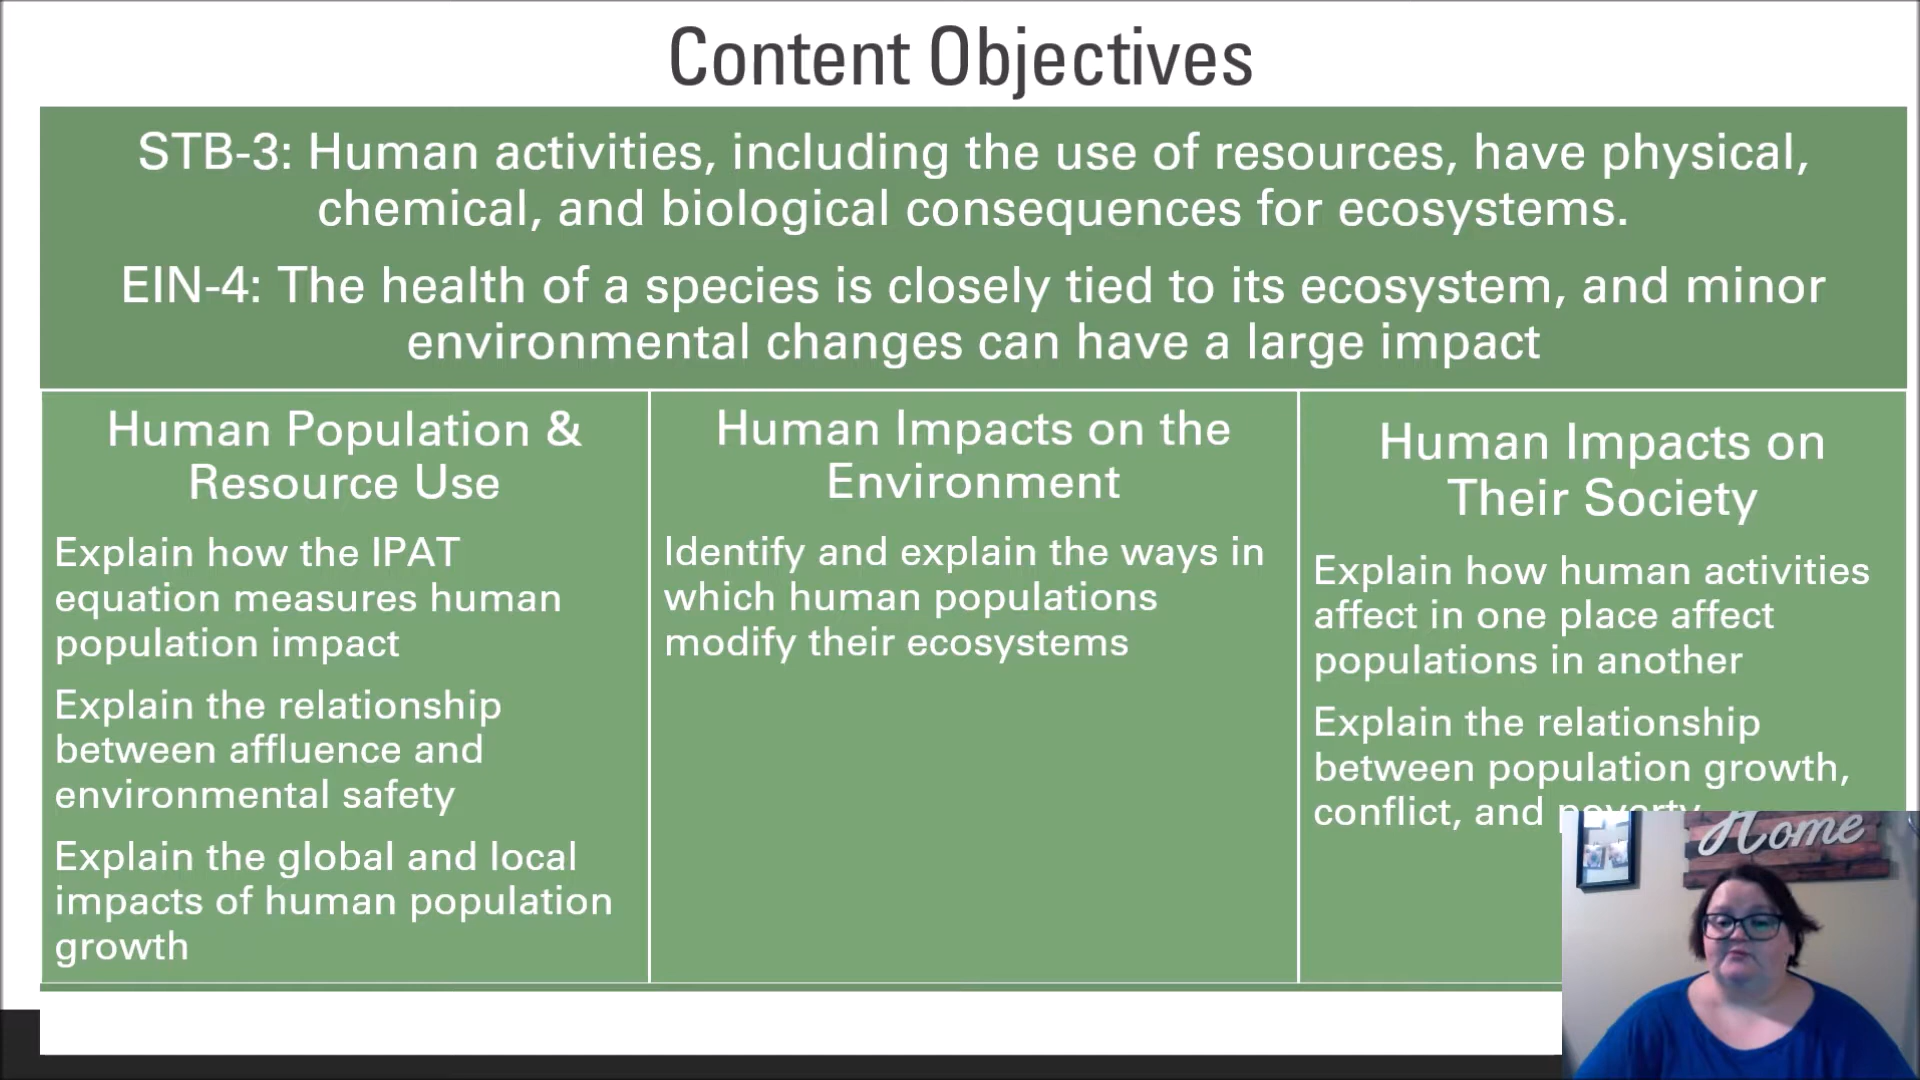 Content Objectives
STB-3: Human activities, including the use of resources, have physical,
chemical, and biological consequences for ecosystems.
EIN-4: The health of a species is closely tied to its ecosystem, and minor
environmental changes can have a large impact
Human Population &
Resource Use
Explain how the IPAT
equation measures human
population impact
Explain the relationship
between affluence and
environmental safety
Explain the global and local
impacts of human population
growth
Human Impacts on the
Environment
Identify and explain the ways in
which human populations
modify their ecosystems
Human Impacts on
Their Society
Explain how human activities
affect in one place affect
populations in another
Explain the relationship
between population growth,
conflict, and poverty
Home